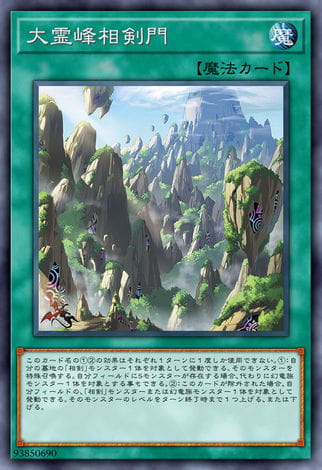 大霊峰相剣門
魔
【魔法カード】
このカード名の①②の効果はそれぞれ1ターンに1度しか使用できない。①:自
分の墓地の「相剣」モンスター1体を対象として発動できる。そのモンスターを
特殊召喚する。自分フィールドにSモンスターが存在する場合、代わりに幻竜族
モンスター1体を対象とする事もできる。②:このカードが除外された場合、自
分フィールドの、「相剣」モンスターまたは幻竜族モンスター1体を対象として
発動できる。そのモンスターのレベルをターン終了時まで1つ上げる、または下
げる。
93850690